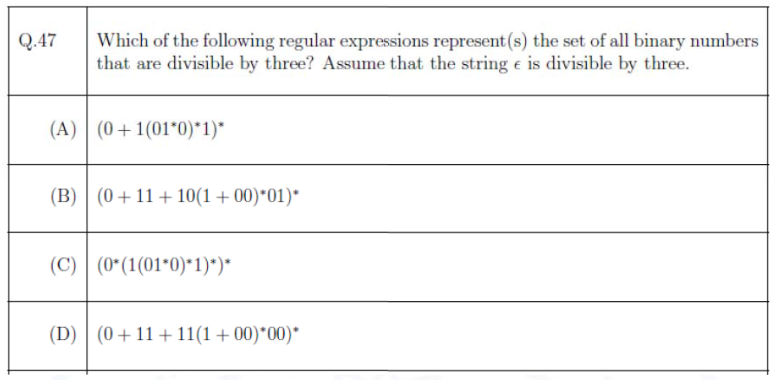 Q.47 Which of the following regular expressions represent(s) the set of all binary numbers
that are divisible by three? Assume that the string ϵ is divisible by three.
(A) (0 + 1(01*0)*1)*
(B) (0 + 11 + 10(1 + 00)*01)*
(C) (0*(1(01*0)*1)*)*
(D) (0 + 11 + 11(1 + 00)*00)*